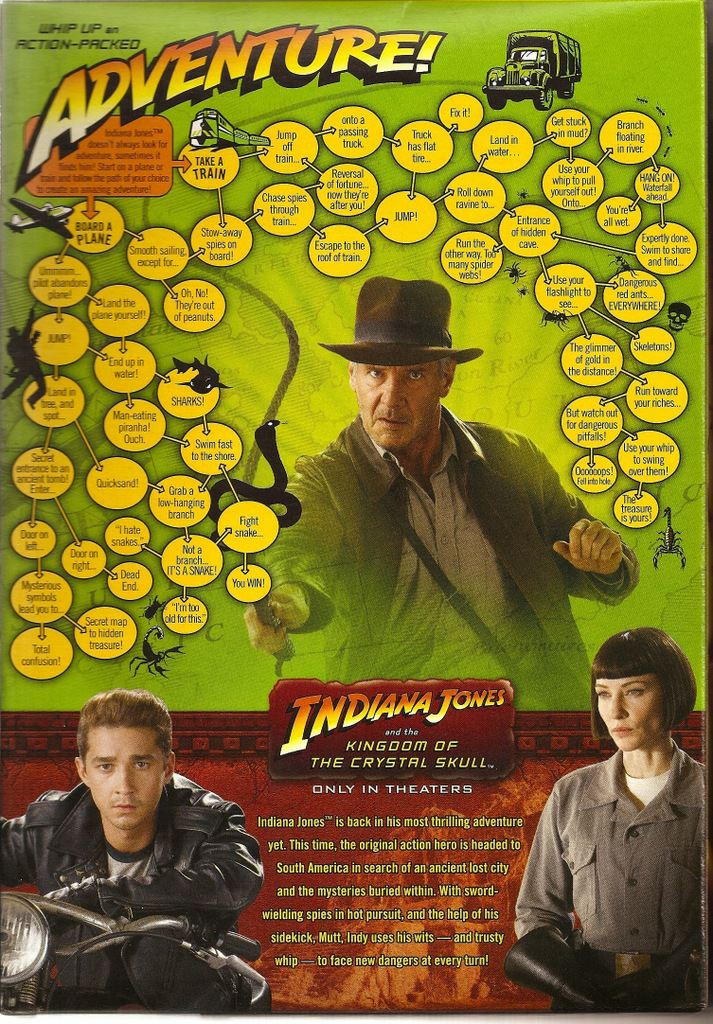 WHIP UP an
ACTION-PACKED
ADVENTURE!
Indiana Jones™
doesn't always look for
adventure, sometimes it
finds him! Start on a plane or
train and follow the path of your choice
to create an amazing adventure!
TAKE A
TRAIN
Jump
off
train...
onto a
passing
truck.
Truck
has flat
tire...
Fix it!
Land in
water...
Get stuck
in mud?
Branch
floating
in river.
Use your
whip to pull
yourself out!
Onto...
HANG ON!
Waterfall
ahead.
You're
all wet.
Expertly done.
Swim to shore
and find...
Chase spies
through
train...
Reversal of
fortune...
now they're
after you!
JUMP!
Roll down
ravine to...
Entrance
of hidden
cave.
Run the
other way. Too
many spider
webs!
Stow-away
spies on
board!
Escape to the
roof of train.
BOARD A
PLANE
Smooth sailing,
except for...
Oh, No!
They're out
of peanuts.
Ummmm...
pilot abandons
plane!
Land the
plane yourself!
JUMP!
End up in
water!
SHARKS!
Land in
tree, and
spot...
Man-eating
piranha!
Ouch.
Swim fast
to the shore.
Secret
entrance to an
ancient tomb!
Enter...
Quicksand!
Grab a
low-hanging
branch
Fight
snake...
You WIN!
Door on
left...
Door on
right...
"I hate
snakes."
Not a
branch...
IT'S A SNAKE!
Dead
End.
"I'm too
old for this."
Mysterious
symbols
lead you to...
Secret map
to hidden
treasure!
Total
confusion!
Use your
flashlight to
see...
Dangerous
red ants...
EVERYWHERE!
Skeletons!
The glimmer
of gold in
the distance!
Run toward
your riches...
But watch out
for dangerous
pitfalls!
Use your whip
to swing
over them!
Oooooops!
Fell into hole.
The
treasure
is yours!
INDIANA JONES
and the
KINGDOM OF
THE CRYSTAL SKULL™
ONLY IN THEATERS
Indiana Jones™ is back in his most thrilling adventure
yet. This time, the original action hero is headed to
South America in search of an ancient lost city
and the mysteries buried within. With sword-
wielding spies in hot pursuit, and the help of his
sidekick, Mutt, Indy uses his wits — and trusty
whip — to face new dangers at every turn!